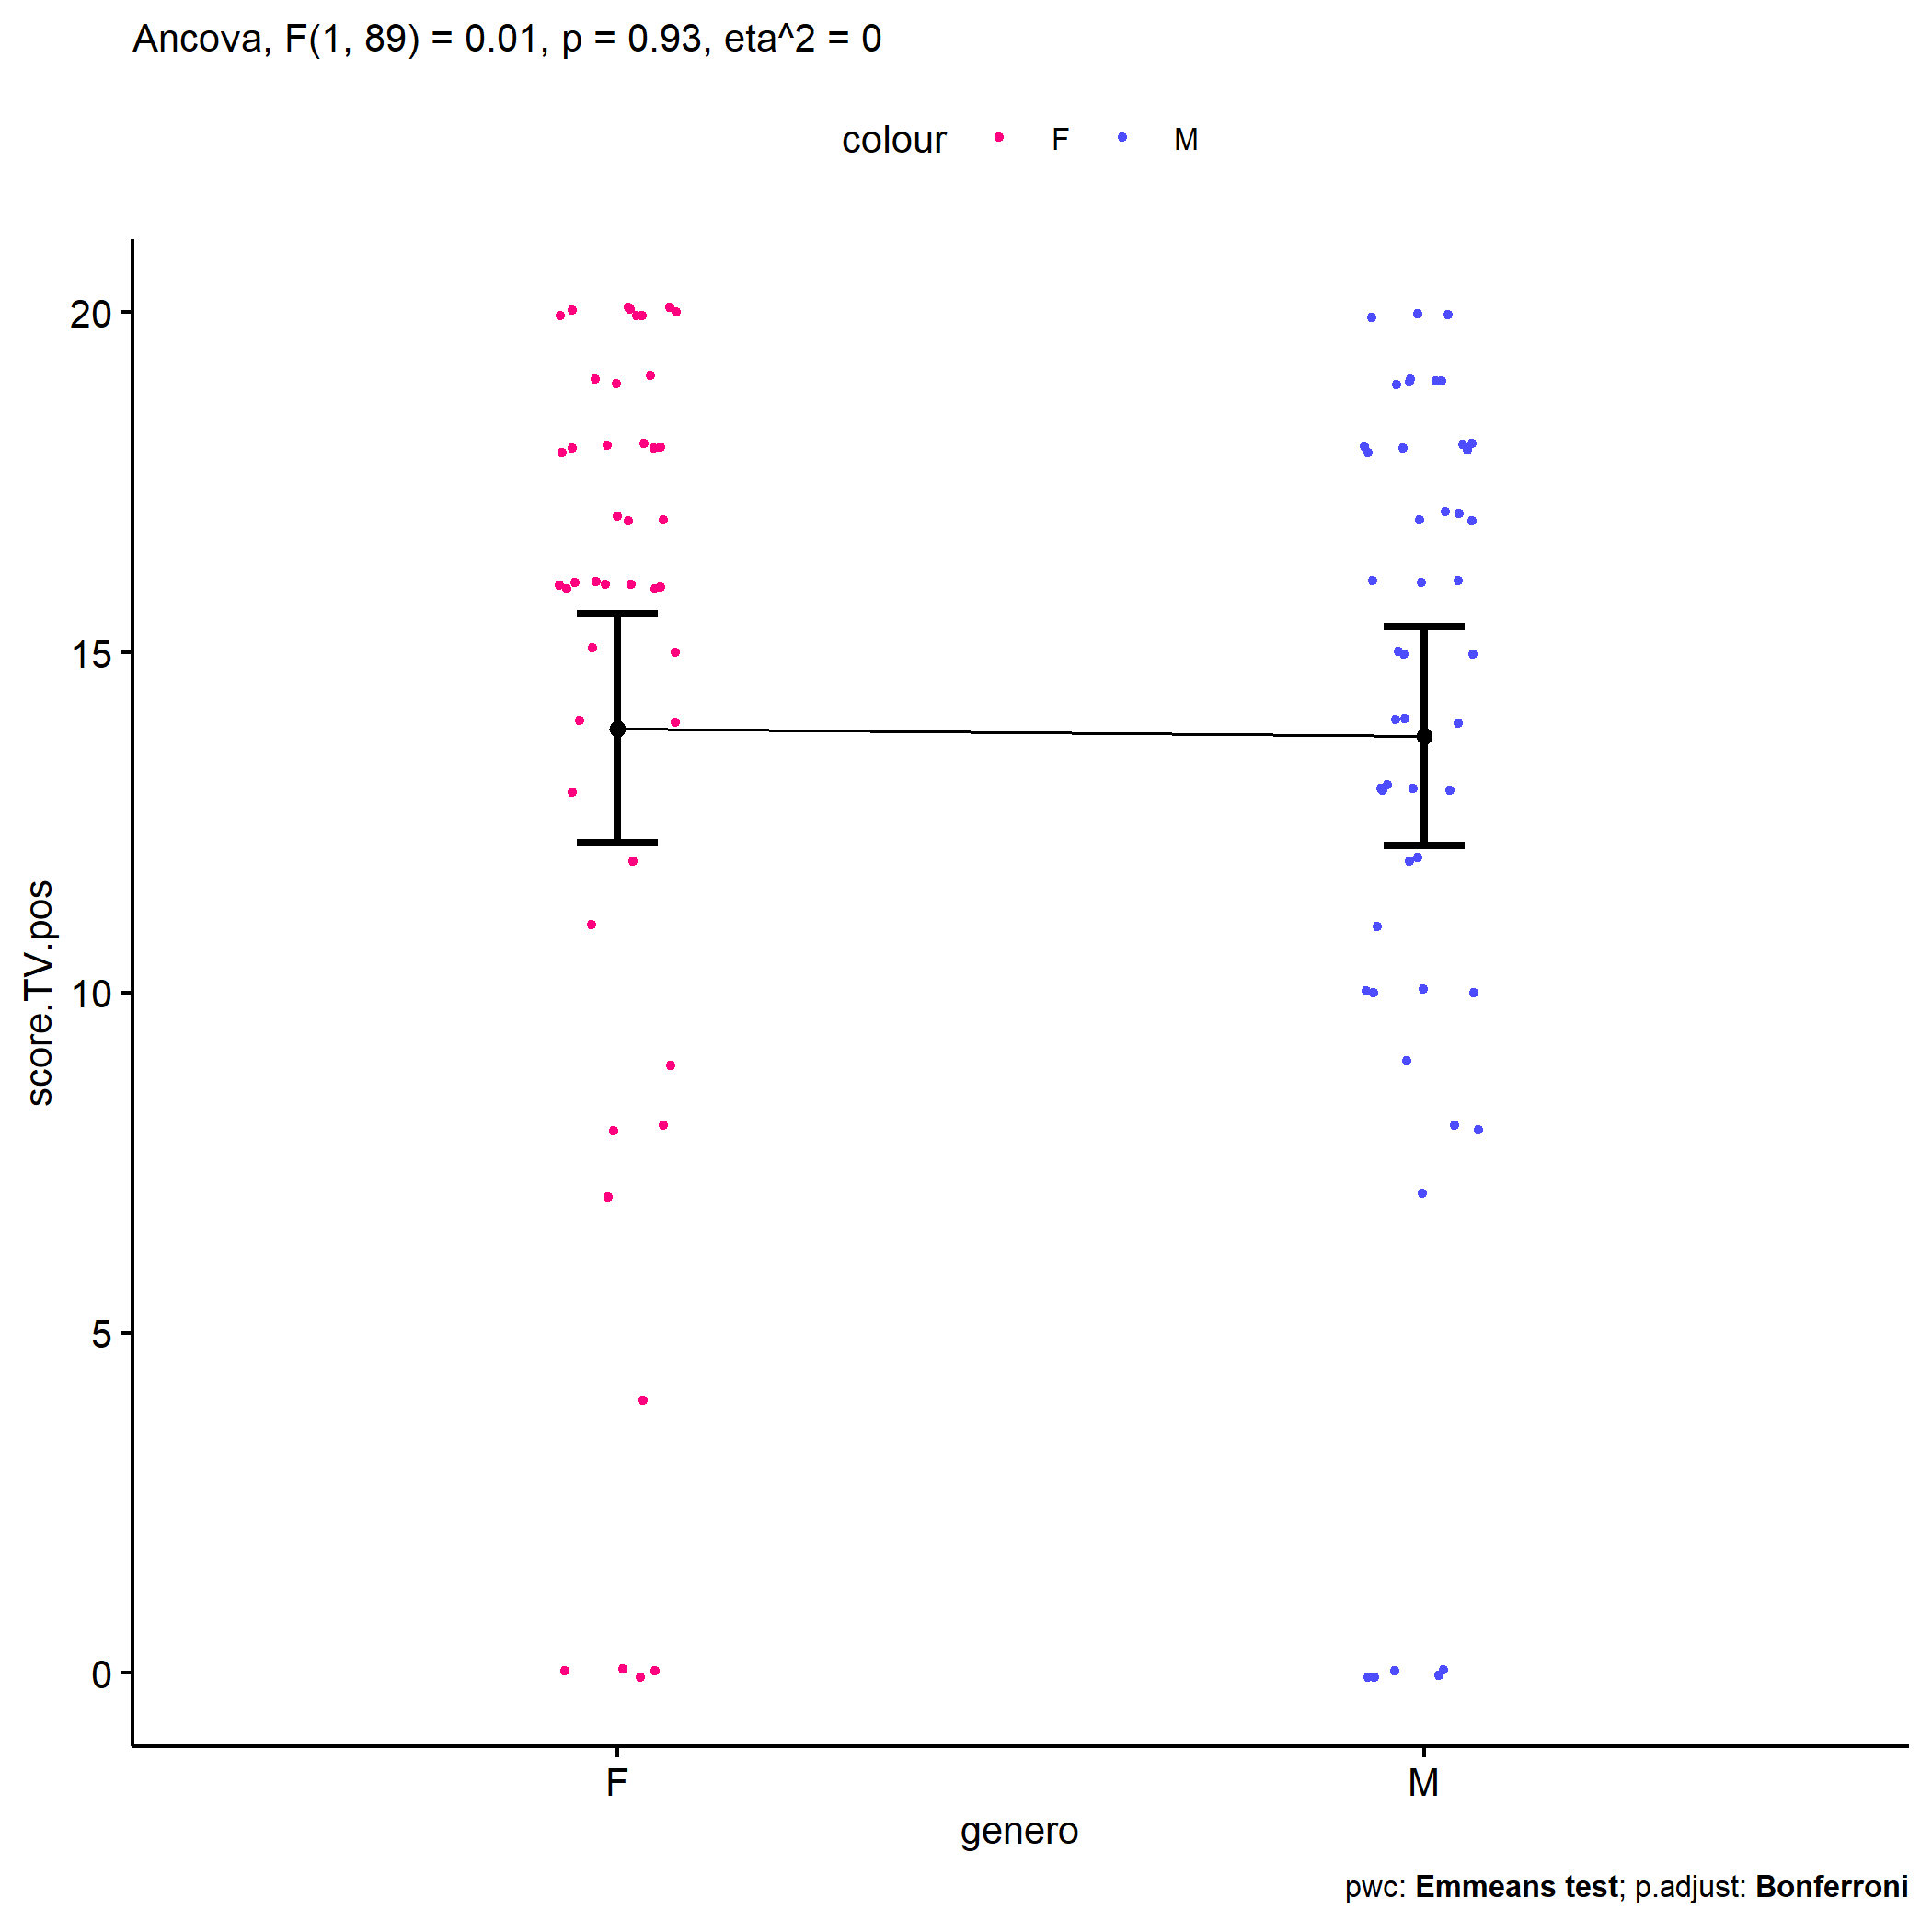 Ancova, F(1, 89) = 0.01, p = 0.93, eta^2 = 0
colour F M
20
15
10
5
0
score.TV.pos
F M
genero
pwc: Emmeans test; p.adjust: Bonferroni